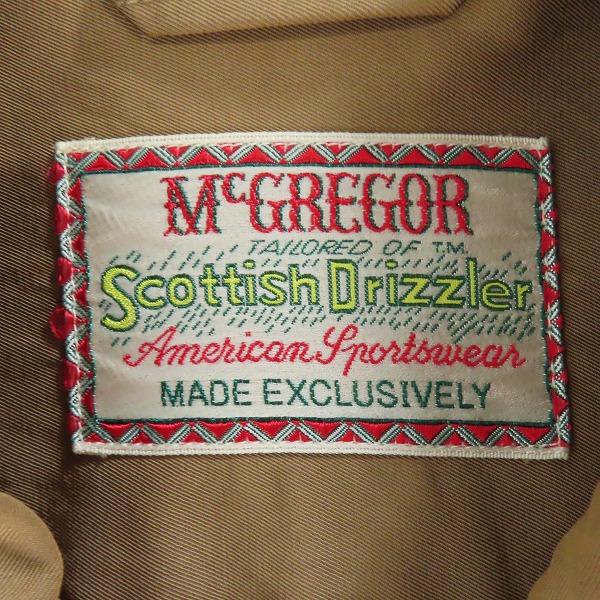 McGREGOR
TAILORED OF ™
Scottish Drizzler
American Sportswear
MADE EXCLUSIVELY